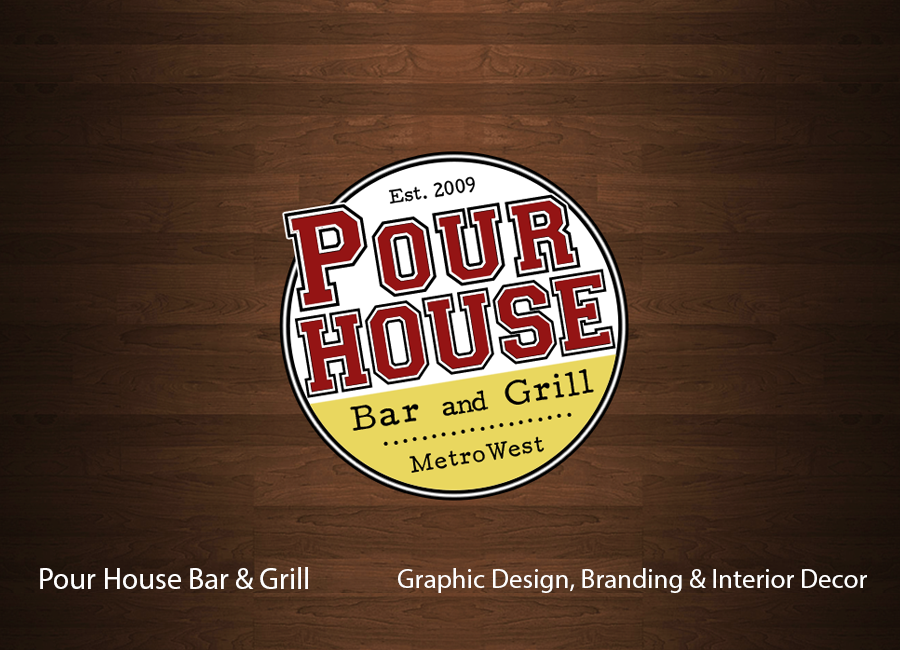 Est. 2009
POUR
HOUSE
Bar and Grill
MetroWest
Pour House Bar & Grill
Graphic Design, Branding & Interior Decor